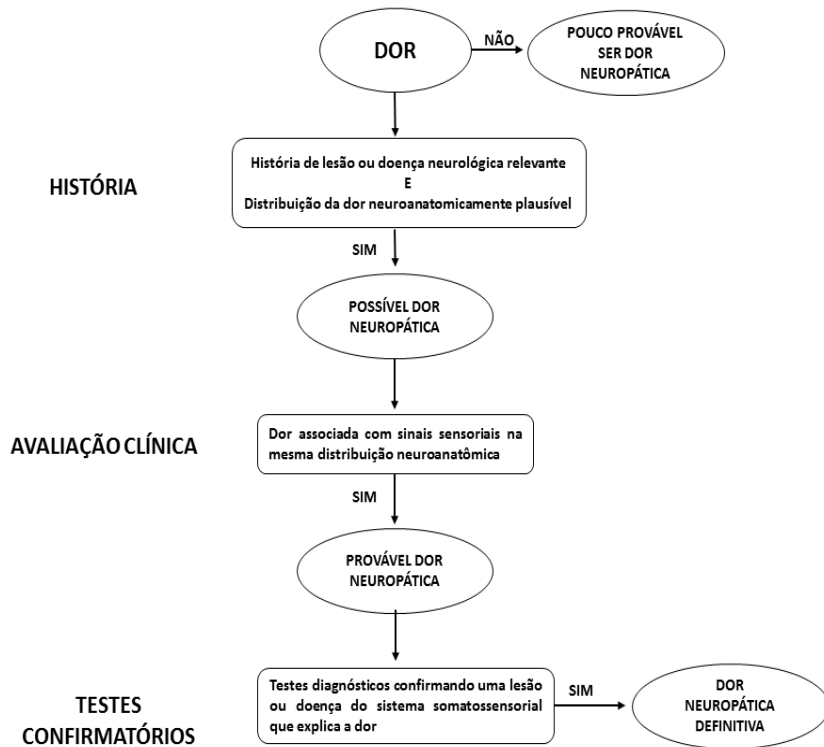 DOR
NÃO
POUCO PROVÁVEL
SER DOR
NEUROPÁTICA
HISTÓRIA
História de lesão ou doença neurológica relevante
E
Distribuição da dor neuroanatomicamente plausível
SIM
POSSÍVEL DOR
NEUROPÁTICA
AVALIAÇÃO CLÍNICA
Dor associada com sinais sensoriais na
mesma distribuição neuroanatômica
SIM
PROVÁVEL DOR
NEUROPÁTICA
TESTES
CONFIRMATÓRIOS
Testes diagnósticos confirmando uma lesão
ou doença do sistema somatossensorial
que explica a dor
SIM
DOR
NEUROPÁTICA
DEFINITIVA